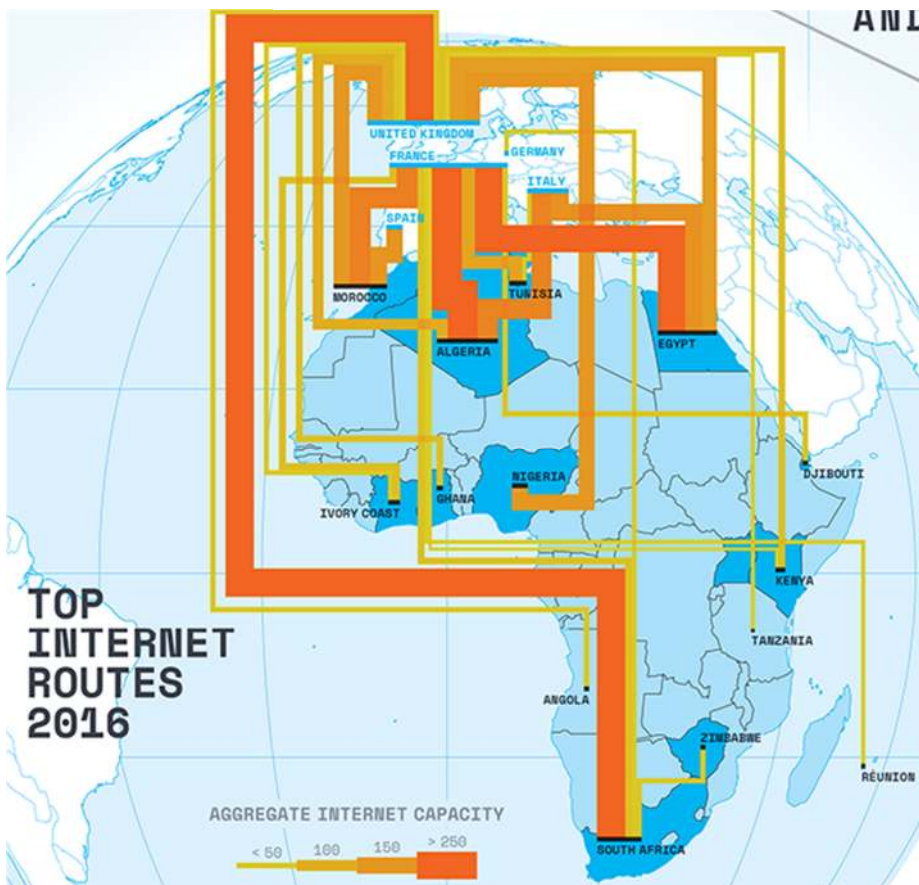 AND
UNITED KINGDOM
FRANCE
GERMANY
ITALY
SPAIN
MOROCCO
TUNISIA
ALGERIA
EGYPT
DJIBOUTI
NIGERIA
GHANA
IVORY COAST
KENYA
TANZANIA
ANGOLA
ZIMBABWE
RÉUNION
SOUTH AFRICA
TOP
INTERNET
ROUTES
2016
AGGREGATE INTERNET CAPACITY
< 50 100 150 > 250